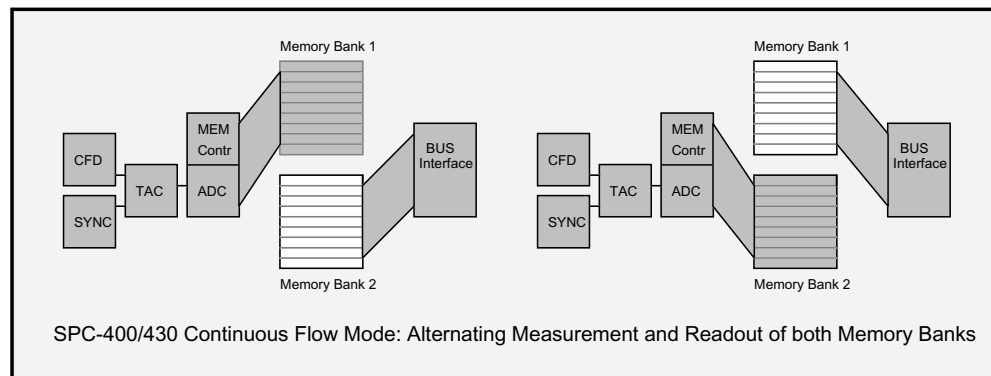 Memory Bank 1
MEM
Contr
CFD
TAC
ADC
SYNC
BUS
Interface
Memory Bank 2
Memory Bank 1
MEM
Contr
CFD
TAC
ADC
SYNC
BUS
Interface
Memory Bank 2
SPC-400/430 Continuous Flow Mode: Alternating Measurement and Readout of both Memory Banks